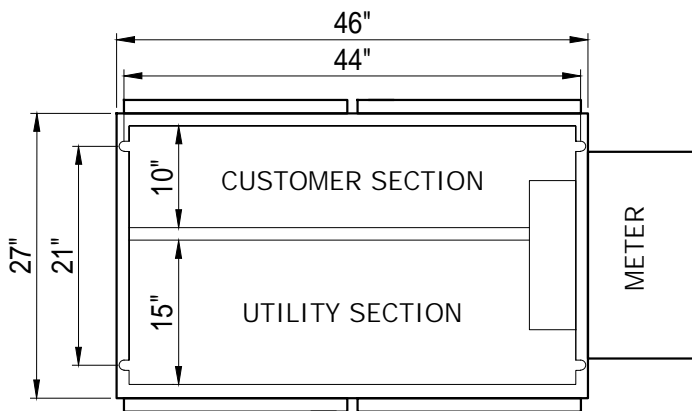 46"
44"
10"
CUSTOMER SECTION
27"
21"
METER
15"
UTILITY SECTION